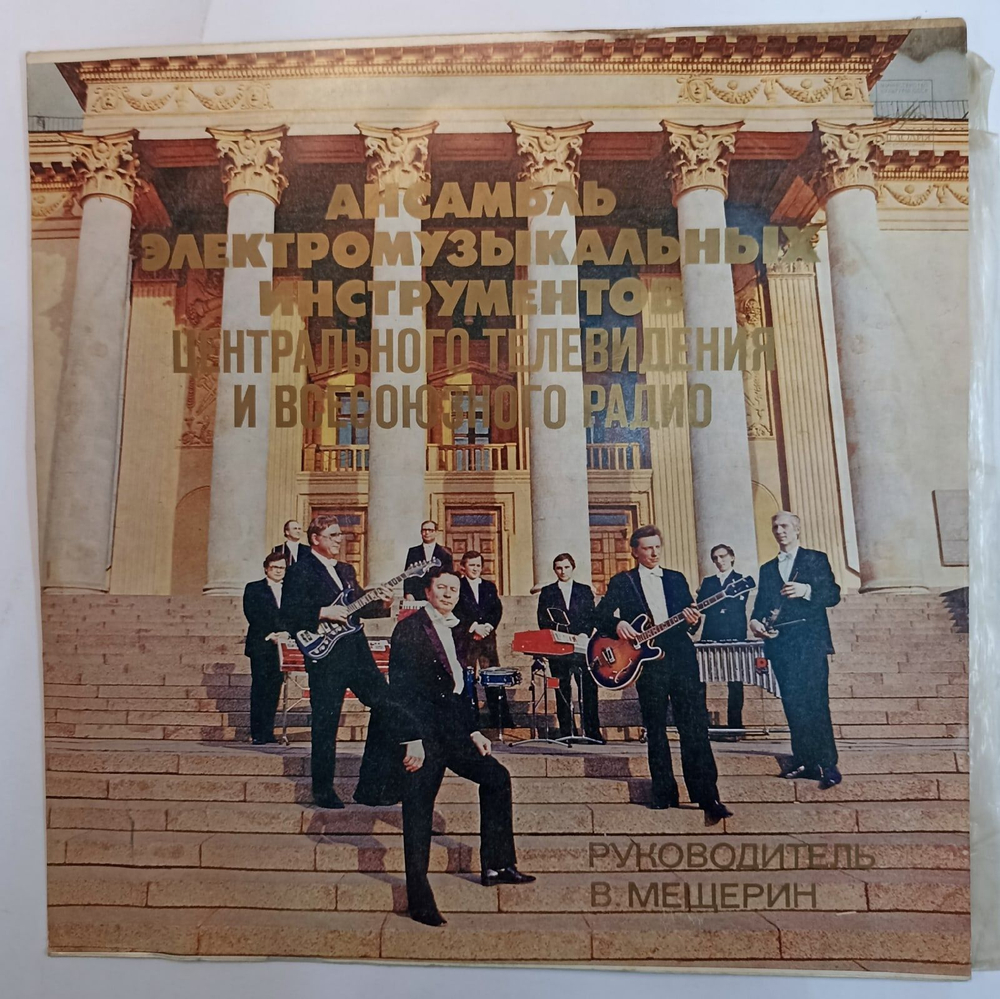 АНСАМБЛЬ
ЭЛЕКТРОМУЗЫКАЛЬНЫХ
ИНСТРУМЕНТОВ
ЦЕНТРАЛЬНОГО ТЕЛЕВИДЕНИЯ
И ВСЕСОЮЗНОГО РАДИО
РУКОВОДИТЕЛЬ
В. МЕЩЕРИН